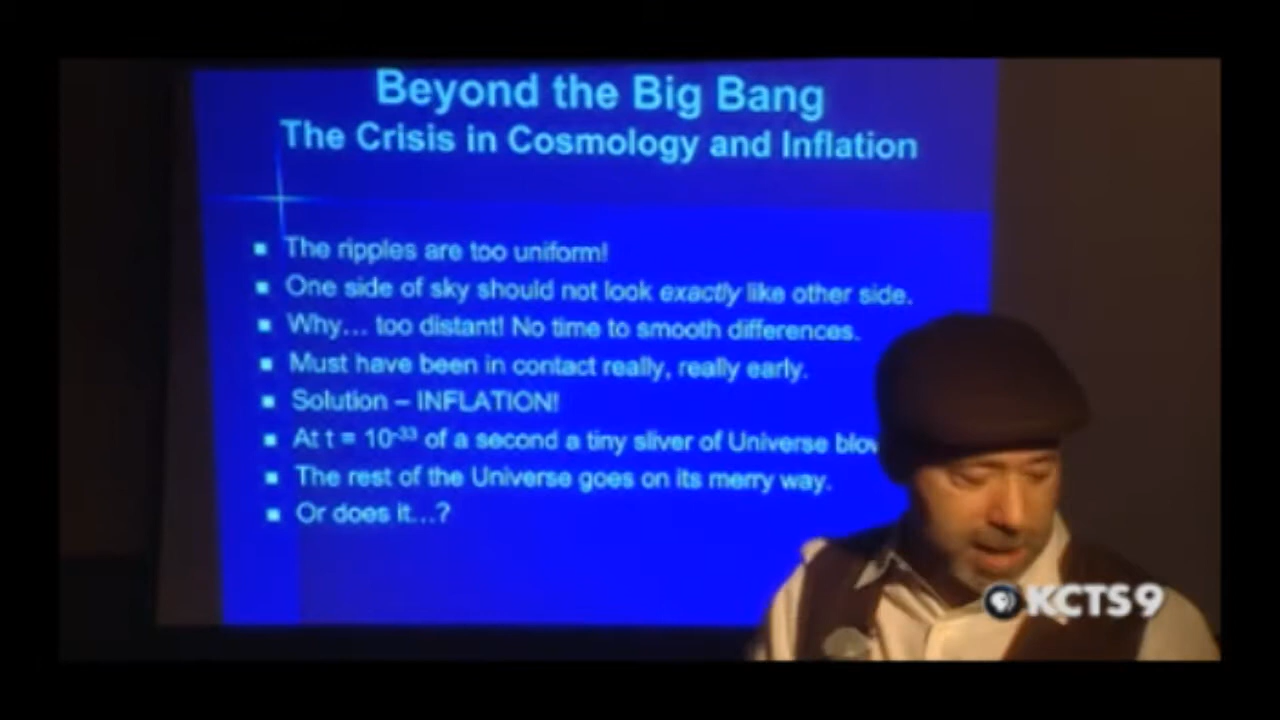 Beyond the Big Bang
The Crisis in Cosmology and Inflation
The ripples are too uniform!
One side of sky should not look exactly like other side.
Why... too distant! No time to smooth differences.
Must have been in contact really, really early.
Solution – INFLATION!
At t = 10-33 of a second a tiny sliver of Universe
The rest of the Universe goes on its merry way.
Or does it...?
KCTS9